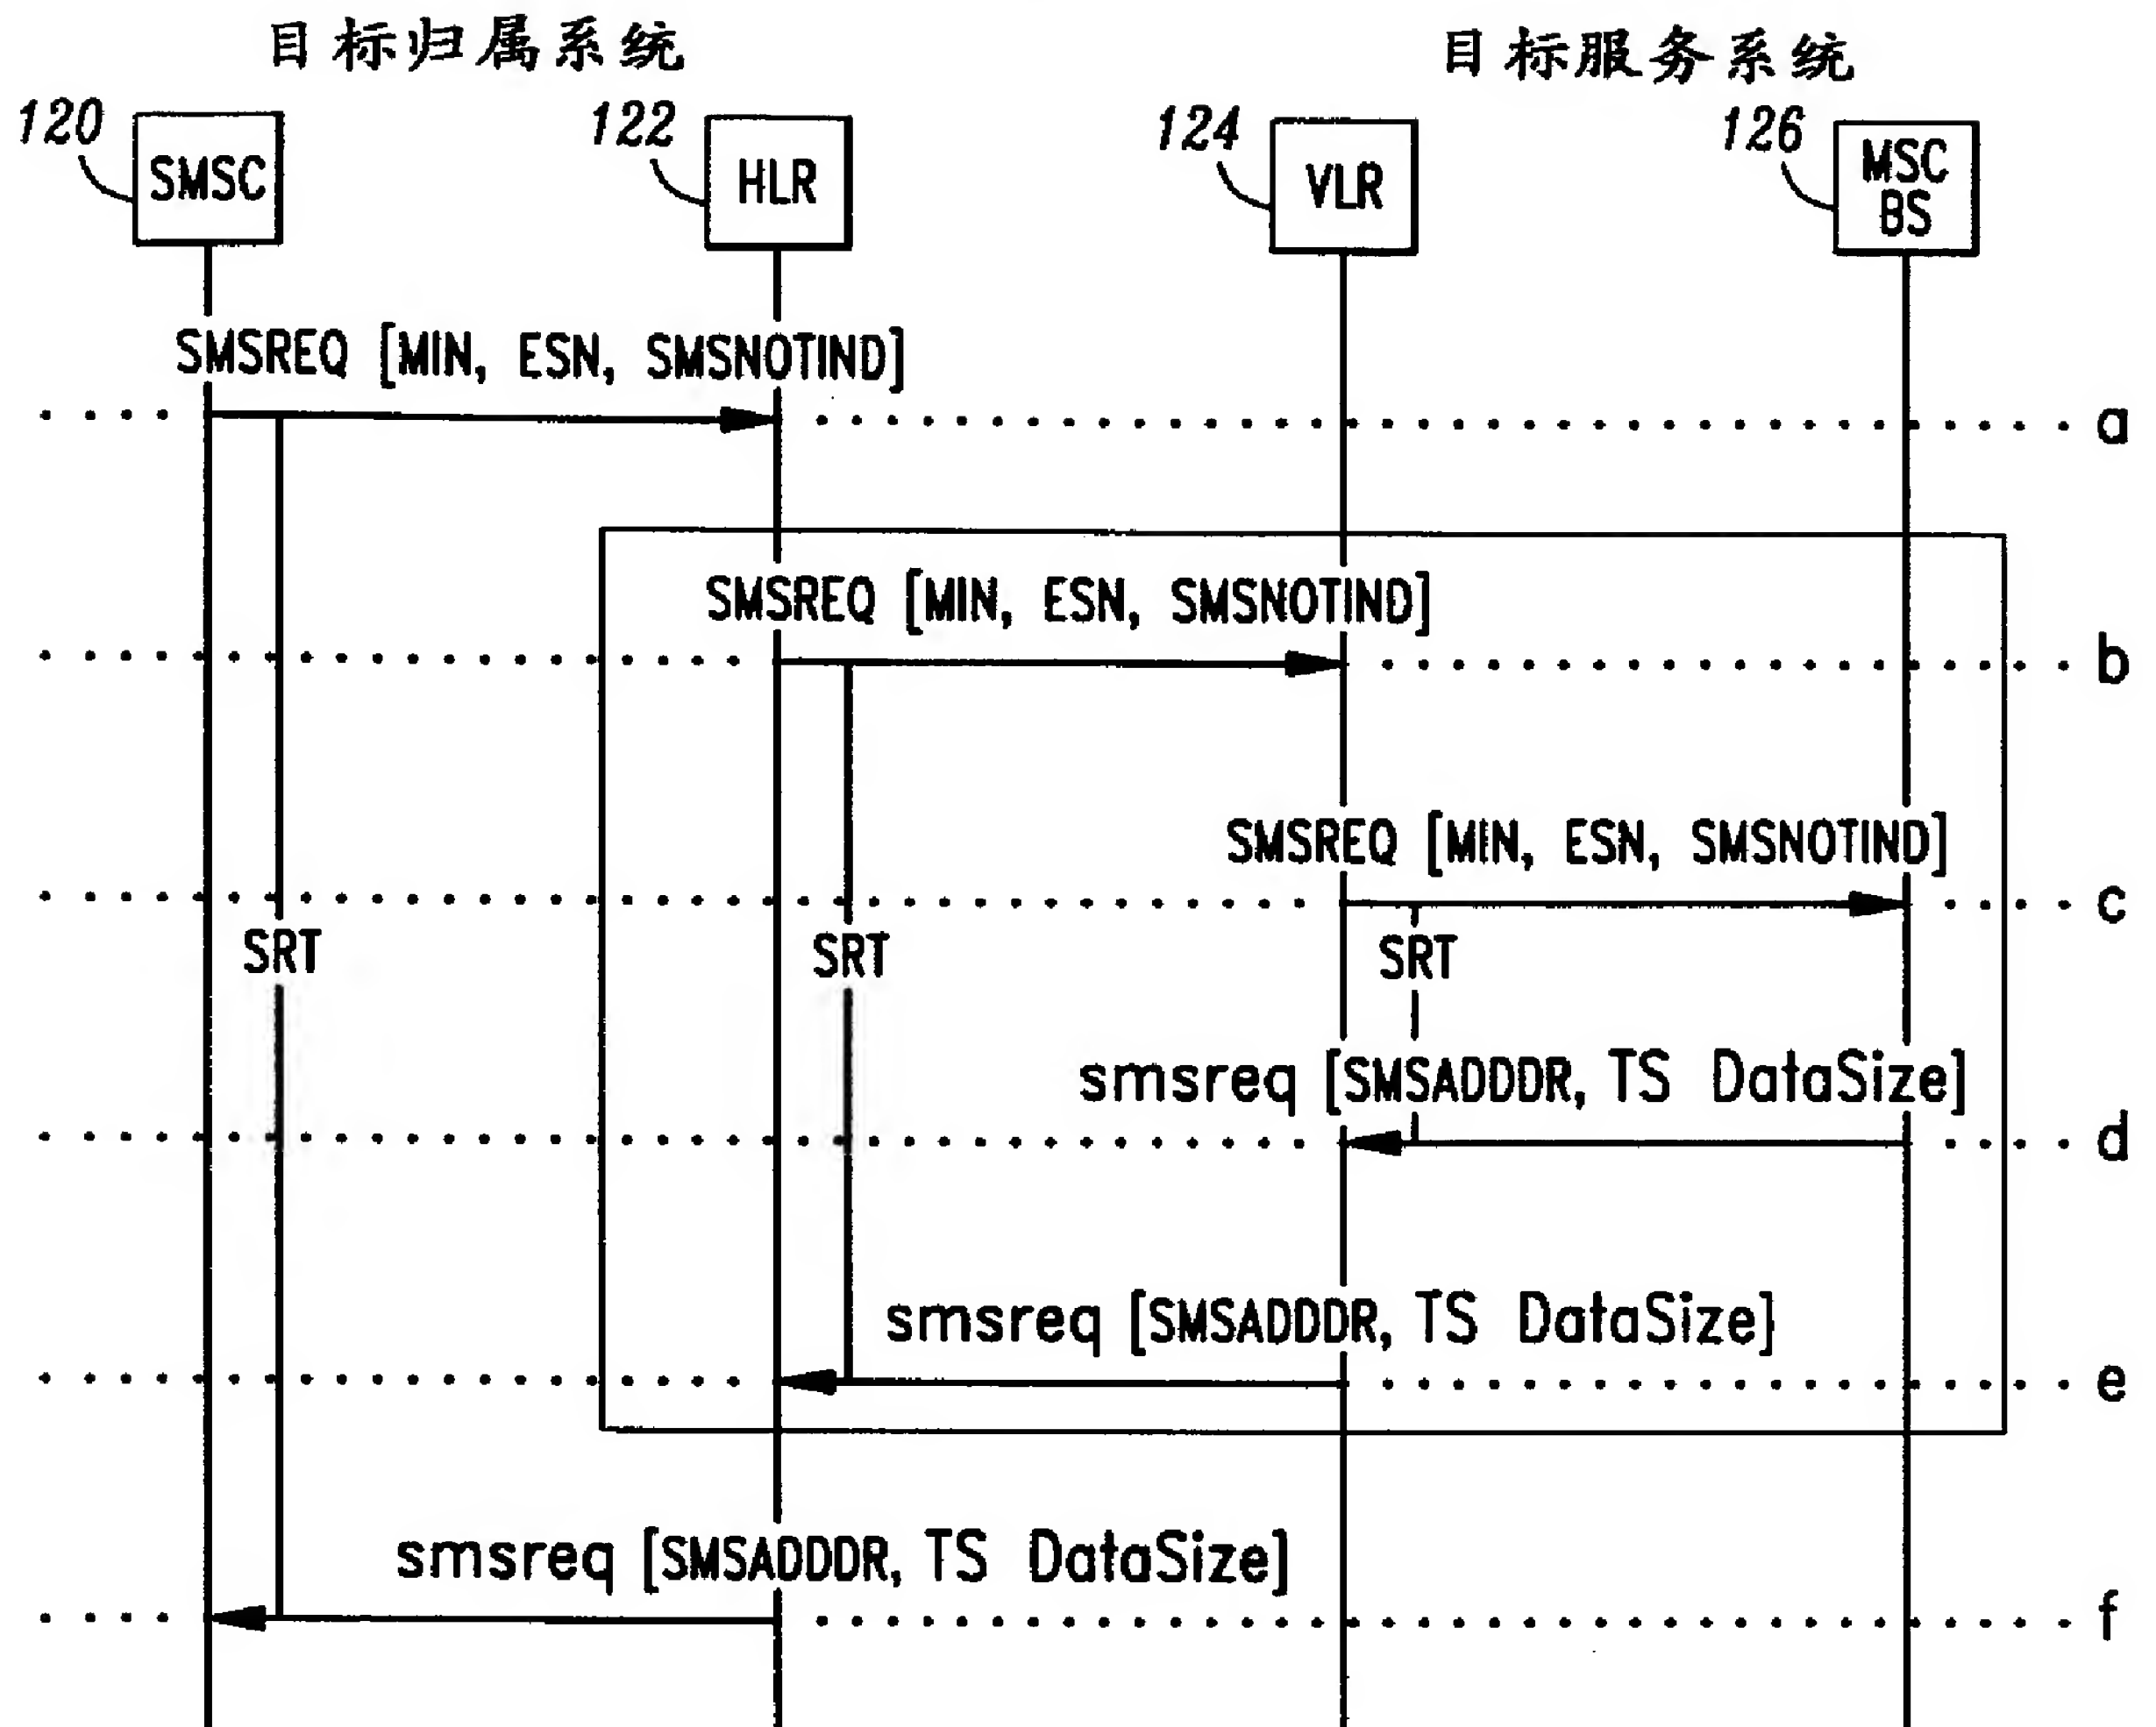 目标归属系统
目标服务系统
120
SMSC
122
HLR
124
VLR
126
MSC
BS
SMSREQ [MIN, ESN, SMSNOTIND]
a
SMSREQ [MIN, ESN, SMSNOTIND]
b
SMSREQ [MIN, ESN, SMSNOTIND]
c
SRT
SRT
SRT
smsreq [SMSADDDR, TS DataSize]
d
smsreq [SMSADDDR, TS DataSize]
e
smsreq [SMSADDDR, TS DataSize]
f